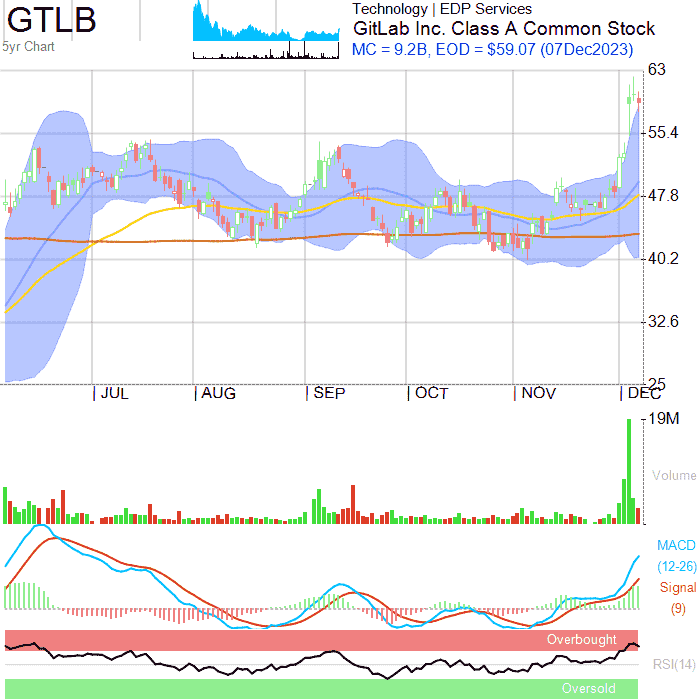 GTLB
5yr Chart
Technology | EDP Services
GitLab Inc. Class A Common Stock
MC = 9.2B, EOD = $59.07 (07Dec2023)
63
55.4
47.8
40.2
32.6
25
JUL AUG SEP OCT NOV DEC
19M
Volume
MACD
(12-26)
Signal
(9)
Overbought
RSI(14)
Oversold